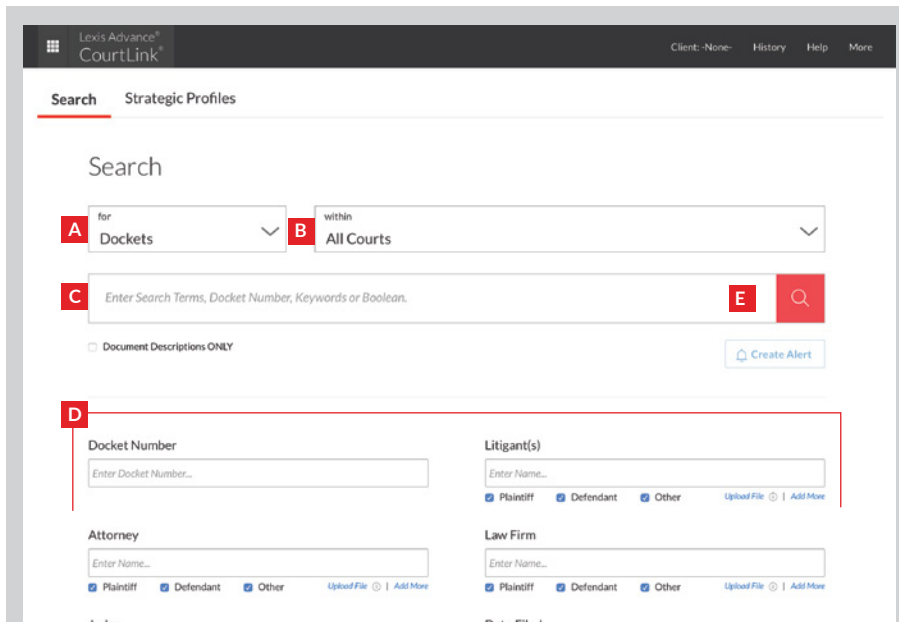 Lexis Advance®
CourtLink®
Client: -None- History Help More
Search Strategic Profiles
Search
A for Dockets
B within All Courts
C Enter Search Terms, Docket Number, Keywords or Boolean. E
Document Descriptions ONLY
Create Alert
D
Docket Number Litigant(s)
Enter Docket Number... Enter Name...
Plaintiff Defendant Other Upload File | Add More
Attorney Law Firm
Enter Name... Enter Name...
Plaintiff Defendant Other Upload File | Add More Plaintiff Defendant Other Upload File | Add More